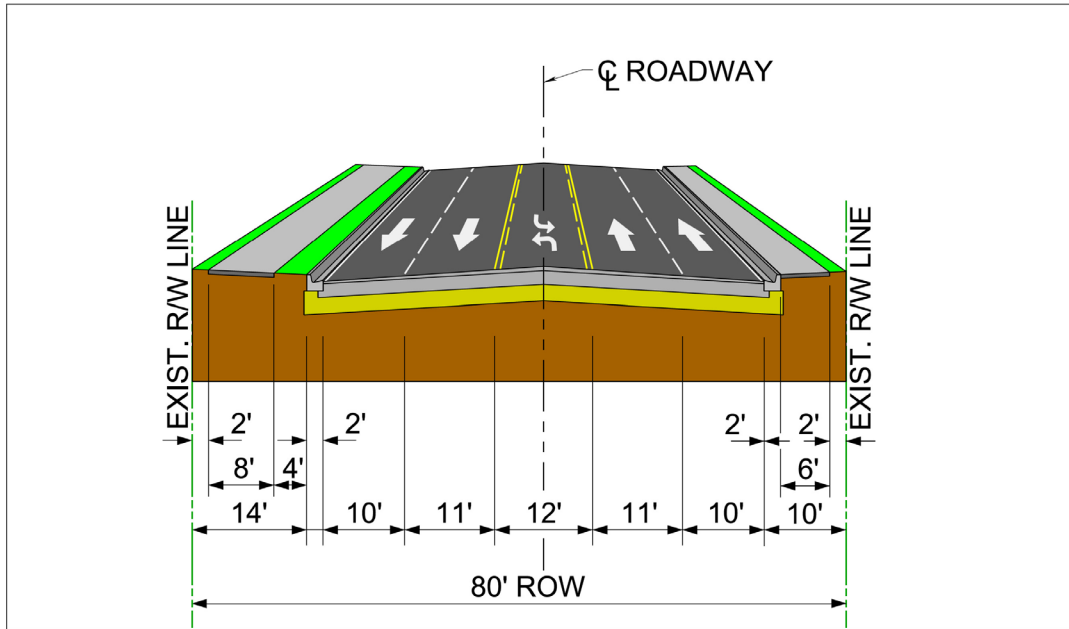 ℄ ROADWAY
EXIST. R/W LINE
EXIST. R/W LINE
2' 2' 2' 2'
8' 4' 6'
14' 10' 11' 12' 11' 10' 10'
80' ROW